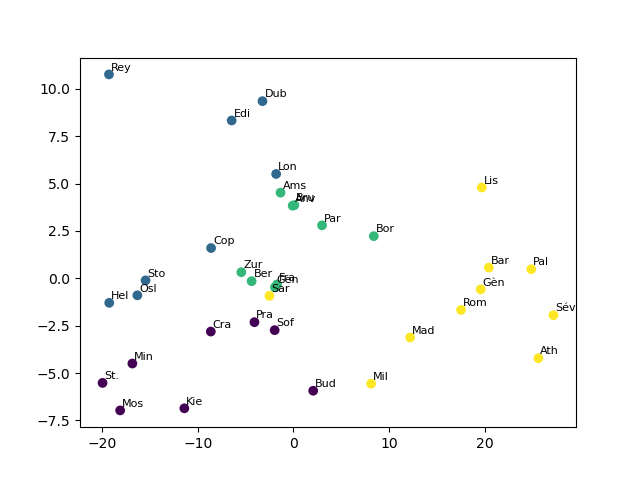 Rey
Dub
Edi
Lon
Ams
Bru
Anv
Lis
Par
Bor
Cop
Zur
Ber
Sto
Osl
Hel
Fra
Gen
Sar
Bar
Pal
Gèn
Rom
Sév
Pra
Sof
Cra
Mad
Ath
Min
St.
Mil
Bud
Kie
Mos
10.0
7.5
5.0
2.5
0.0
−2.5
−5.0
−7.5
−20
−10
0
10
20